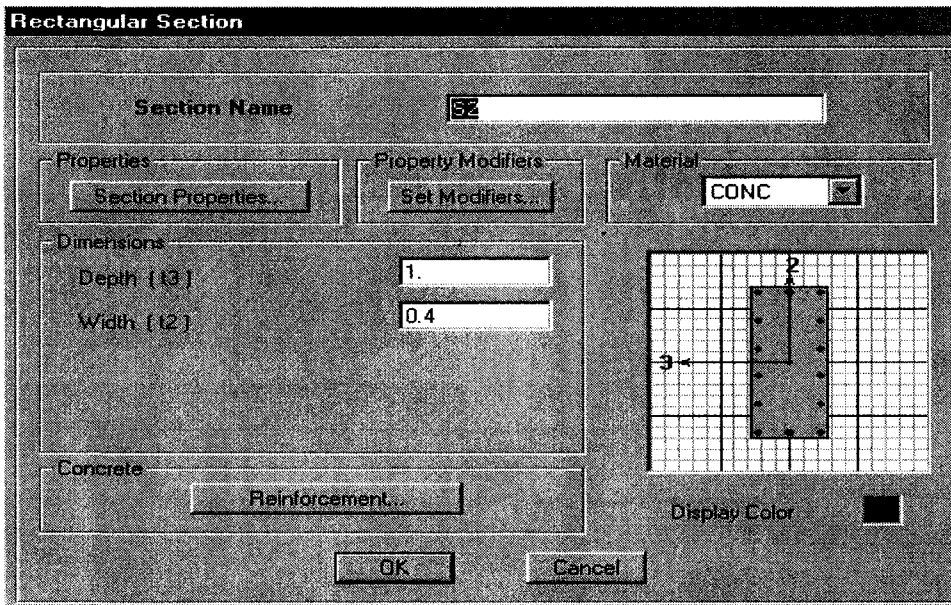 Rectangular Section
Section Name
S2
Properties
Section Properties...
Property Modifiers
Set Modifiers...
Material
CONC
Dimensions
Depth ( t3 )
1.
Width ( t2 )
0.4
2
3
Concrete
Reinforcement...
Display Color
OK
Cancel